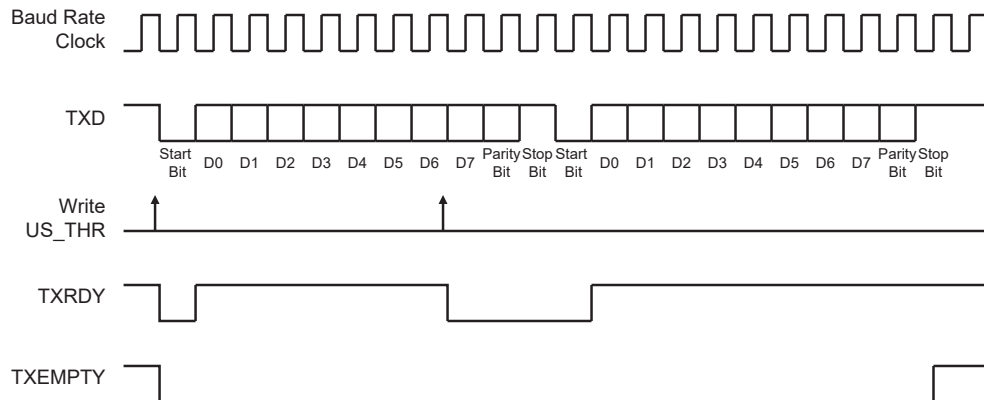 Baud Rate
Clock
TXD
Start
Bit
D0
D1
D2
D3
D4
D5
D6
D7
Parity
Bit
Stop
Bit
Start
Bit
D0
D1
D2
D3
D4
D5
D6
D7
Parity
Bit
Stop
Bit
Write
US_THR
TXRDY
TXEMPTY